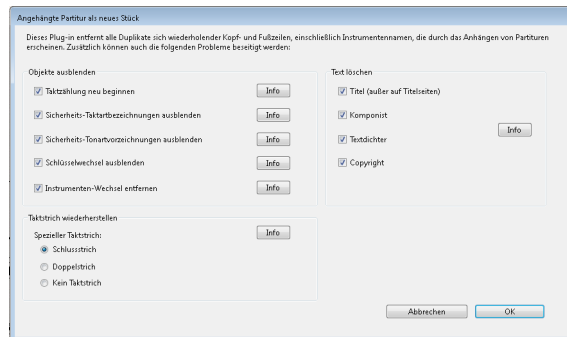 Angehängte Partitur als neues Stück
Dieses Plug-in entfernt alle Duplikate sich wiederholender Kopf- und Fußzeilen, einschließlich Instrumentennamen, die durch das Anhängen von Partituren
erscheinen. Zusätzlich können auch die folgenden Probleme beseitigt werden:
Objekte ausblenden
Taktzählung neu beginnen Info
Sicherheits-Taktartbezeichnungen ausblenden Info
Sicherheits-Tonartvorzeichnungen ausblenden Info
Schlüsselwechsel ausblenden Info
Instrumenten-Wechsel entfernen Info
Text löschen
Titel (außer auf Titelseiten)
Komponist
Info
Textdichter
Copyright
Taktstrich wiederherstellen
Spezieller Taktstrich: Info
Schlussstrich
Doppelstrich
Kein Taktstrich
Abbrechen OK